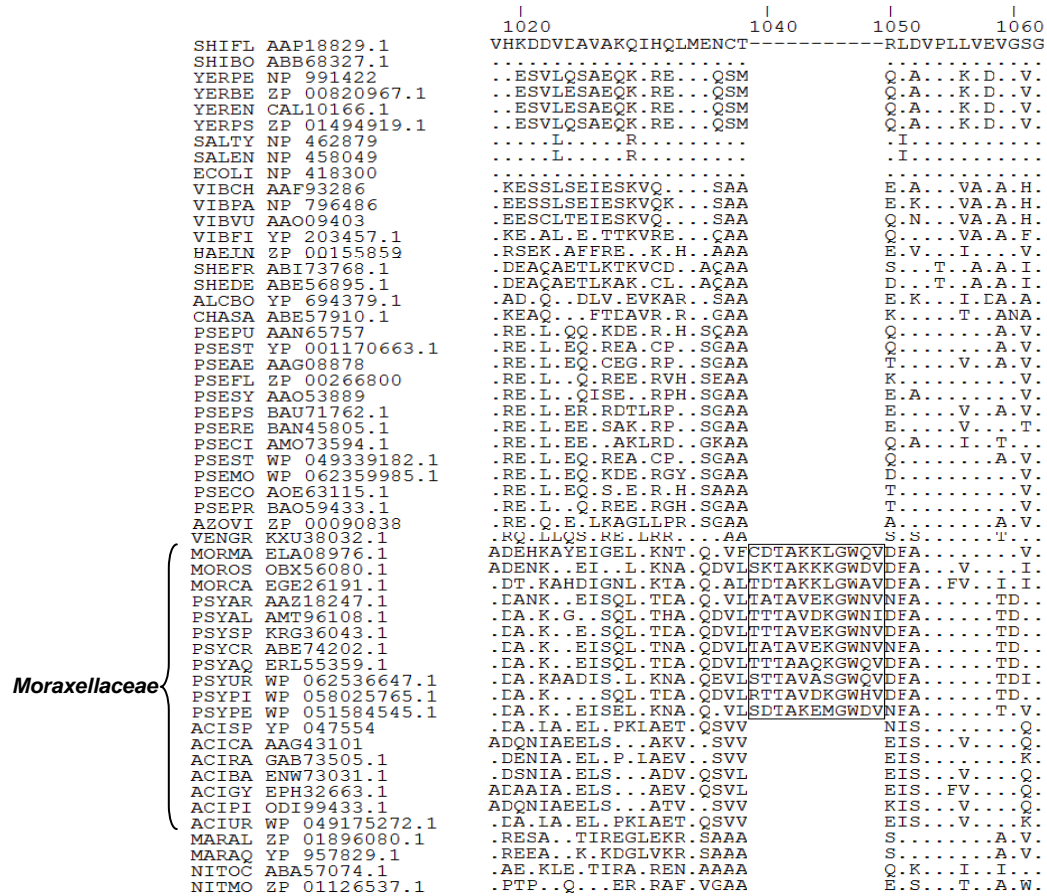 1020 1040 1050 1060
SHIFL AAP18829.1 VHKDDVDAVAKQIHQLMENCT-----------RLDVPLLVEVGSG
SHIBO ABB68327.1 ..................... .............
YERPE NP 991422 ..ESVLQSAEQK.RE...QSM Q.A...K.D..V.
YERBE ZP 00820967.1 ..ESVLESAEQK.RE...QSM Q.A...K.D..V.
YEREN CAL10166.1 ..ESVLESAEQK.RE...QSM Q.A...K.D..V.
YERPS ZP 01494919.1 ..ESVLQSAEQK.RE...QSM Q.A...K.D..V.
SALTY NP 462879 .....L.....R......... .I...........
SALEN NP 458049 .....L.....R......... .I...........
ECOLI NP 418300 ..................... .............
VIBCH AAF93286 .KESSLSEIESKVQ....SAA E.A...VA.A.H.
VIBPA NP 796486 .EESSLSEIESKVQK...SAA E.K...VA.A.H.
VIBVU AAO09403 .EESCLTEIESKVQ....SAA Q.N...VA.A.H.
VIBFI YP 203457.1 .KE.AL.E.TTKVRE...QAA Q.....VA.A.F.
HAEIN ZP 00155859 .RSEK.AFFRE..K.H..AAA E.V...I....V.
SHEFR ABI73768.1 .DEAQAETLKTKVCD..AQAA S...T..A.A.I.
SHEDE ABE56895.1 .DEAQAETLKAK.CL..AQAA D...T..A.A.I.
ALCBO YP 694379.1 .AD.Q..DLV.EVKAR..SAA E.K...I.DA.A.
CHASA ABE57910.1 .KEAQ...FTDAVR.R..GAA K.....T..ANA.
PSEPU AAN65757 .RE.L.QQ.KDE.R.H.SQAA Q...........V.
PSEST YP 001170663.1 .RE.L.EQ.REA.CP..SGAA Q........A.V.
PSEAE AAG08878 .RE.L.EQ.CEG.RP..SGAA T.....V..A.V.
PSEFL ZP 00266800 .RE.L..Q.REE.RVH.SEAA K..........V.
PSESY AAO53889 .RE.L..QISE..RPH.SGAA E.A........V.
PSEPS BAU71762.1 .RE.L.ER.RDTLRP..SGAA E.....V..A.V.
PSERE BAN45805.1 .RE.L.EE.SAK.RP..SGAA E.....V....T.
PSECI AMO73594.1 .RE.L.EE..AKLRD..GKAA Q.A...I..T...
PSEST WP 049339182.1 .RE.L.EQ.REA.CP..SGAA Q........A.V.
PSEMO WP 062359985.1 .RE.L.EQ.KDE.RGY.SGAA D..........V.
PSECO AOE63115.1 .RE.L.EQ.S.E.R.H.SAAA T..........V.
PSEPR BAO59433.1 .RE.L..Q.REE.RGH.SAAA T..........V.
AZOVI ZP 00090838 .RE.Q.E.LKAGLLPR.SGAA A........A.V.
VENGR KXU38032.1 .RQ.LLQS.RE.LRR...AA S.S......T...
MORMA ELA08976.1 ADEHKAYEIGEL.KNT.Q.VFCDTAKKLGWQVDFA........V.
MOROS OBX56080.1 ADENK...EI..L.KNA.QDVLSKTAKKKGWDVDFA...V...I.
MORCA EGE26191.1 .DT.KAHDIGNL.KTA.Q.ALTDTAKKLGWAVDFA...FV...I.
PSYAR AAZ18247.1 .DANK...EISQL.TDA.Q.VLTATAVEKGWNVNFA......TD..
PSYAL AMT96108.1 .DA.K.G..SQL.THA.QDVLTTTAVDKGWNIDFA......TD..
PSYSP KRG36043.1 .DA.K..E.SQL.TDA.QDVLTTTAVEKGWNVDFA......TD..
PSYCR ABE74202.1 .DA.K..EISQL.TNA.QDVLTATAVEKGWNVDFA......TD..
PSYAQ ERL55359.1 .DA.K..EISQL.TDA.QDVLTTTAAQKGWQVDFA......TD..
PSYUR WP 062536647.1 .DA.KAADIS.L.KNA.QEVLSTTAVASGWQVDFA......TDI.
PSYPI WP 058025765.1 .DA.K....SQL.TDA.QDVLRTTAVDKGWHVDFA......TD..
PSYPE WP 051584545.1 .DA.K..EISEL.KNA.Q.VLSDTAKEMGWDVNFA......T.V.
ACISP YP 047554 .DA.LA.EL.PKLAET.QSVV NIS........Q.
ACICA AAG43101 ADQNIAEELS...AKV..SVV EIS...V....Q.
ACIRA GAB73505.1 .DENIA.EL.P.LAEV..SVV EIS........K.
ACIBA ENW73031.1 .DSNIA.ELS...ADV.QSVL EIS...V....Q.
ACIGY EPH32663.1 ADAAIA.ELS...AEV.QSVV EIS..FV....Q.
ACIPI ODI99433.1 ADQNIAEELS...ATV..SVV KIS...V....Q.
ACIUR WP 049175272.1 .DA.LA.EL.PKLAET.QSVV EIS...V....K.
MARAL ZP 01896080.1 .RESA..TIREGLEKR.SAAA S........A.V.
MARAQ YP 957829.1 .REEA..K.KDGLVKR.SAAA S........A.V.
NITOC ABA57074.1 .AE.KLE.TIRA.REN.AAAA Q.K...I....I.
NITMO ZP 01126537.1 .PTP..Q...ER.RAF.VGAA E.S...T..A.W.
Moraxellaceae